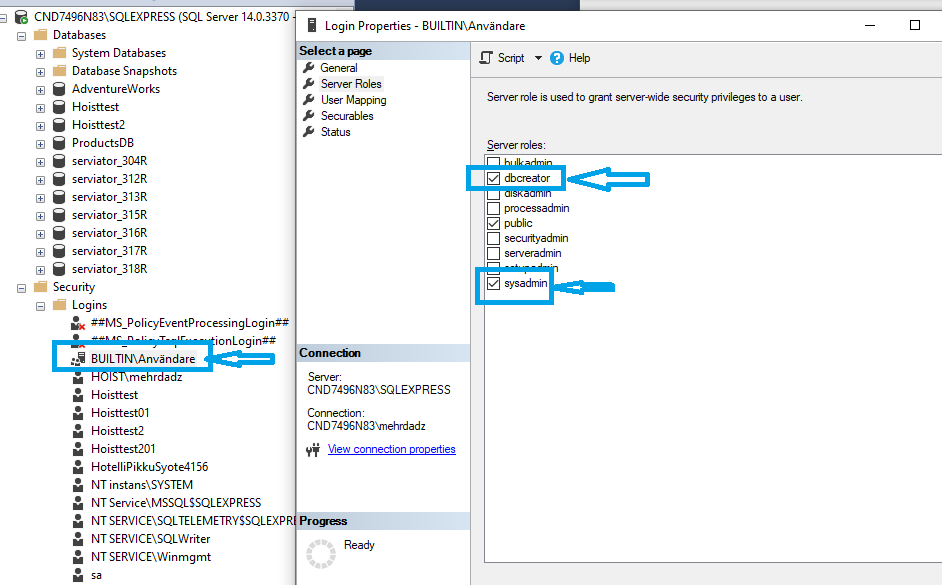 CND7496N83\SQLEXPRESS (SQL Server 14.0.3370 -
Databases
System Databases
Database Snapshots
AdventureWorks
Hoisttest
Hoisttest2
ProductsDB
serviator_304R
serviator_312R
serviator_313R
serviator_315R
serviator_316R
serviator_317R
serviator_318R
Security
Logins
##MS_PolicyEventProcessingLogin##
##MS_PolicyTsqlExecutionLogin##
BUILTIN\Användare
HOIST\mehrdadz
Hoisttest
Hoisttest01
Hoisttest2
Hoisttest201
HotelliPikkuSyote4156
NT instans\SYSTEM
NT Service\MSSQL$SQLEXPRESS
NT SERVICE\SQLTELEMETRY$SQLEXPRE
NT SERVICE\SQLWriter
NT SERVICE\Winmgmt
sa
Login Properties - BUILTIN\Användare
Select a page
General
Server Roles
User Mapping
Securables
Status
Connection
Server:
CND7496N83\SQLEXPRESS
Connection:
CND7496N83\mehrdadz
View connection properties
Progress
Ready
Script
Help
Server role is used to grant server-wide security privileges to a user.
Server roles:
bulkadmin
dbcreator
diskadmin
processadmin
public
securityadmin
serveradmin
setupadmin
sysadmin